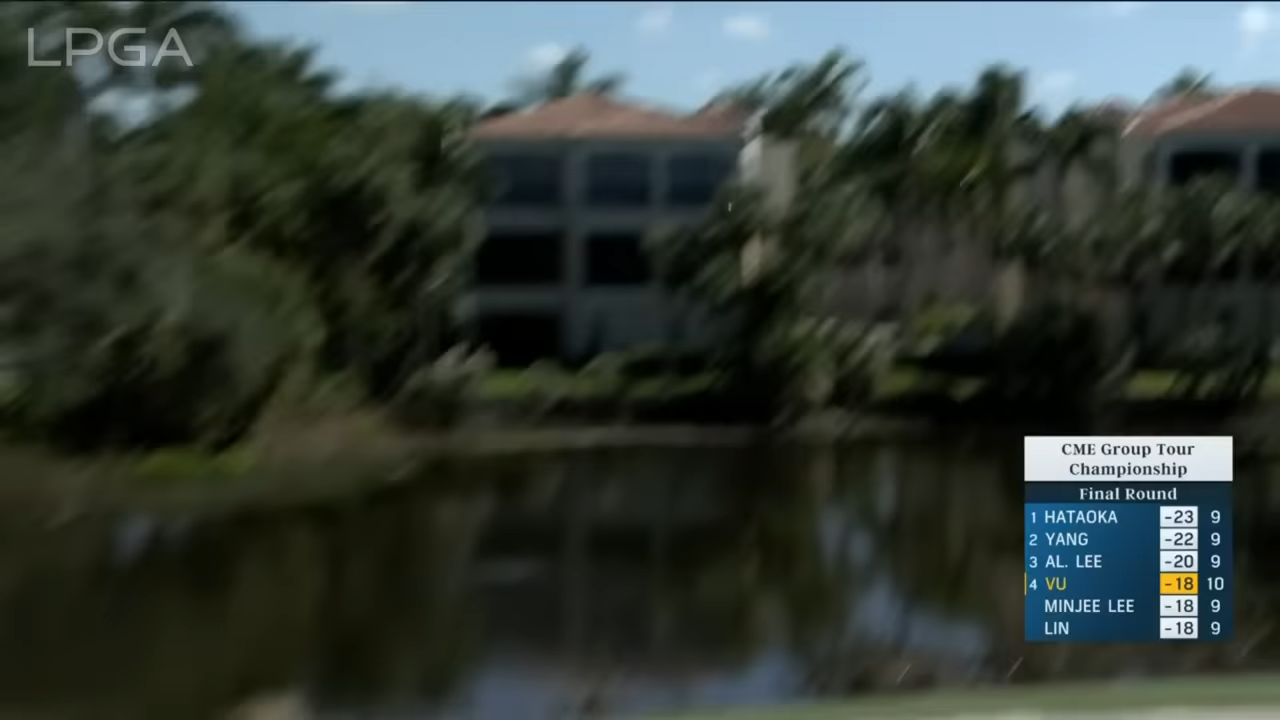 LPGA
CME Group Tour
Championship
Final Round
1 HATAOKA -23 9
2 YANG -22 9
3 AL. LEE -20 9
4 VU -18 10
MINJEE LEE -18 9
LIN -18 9